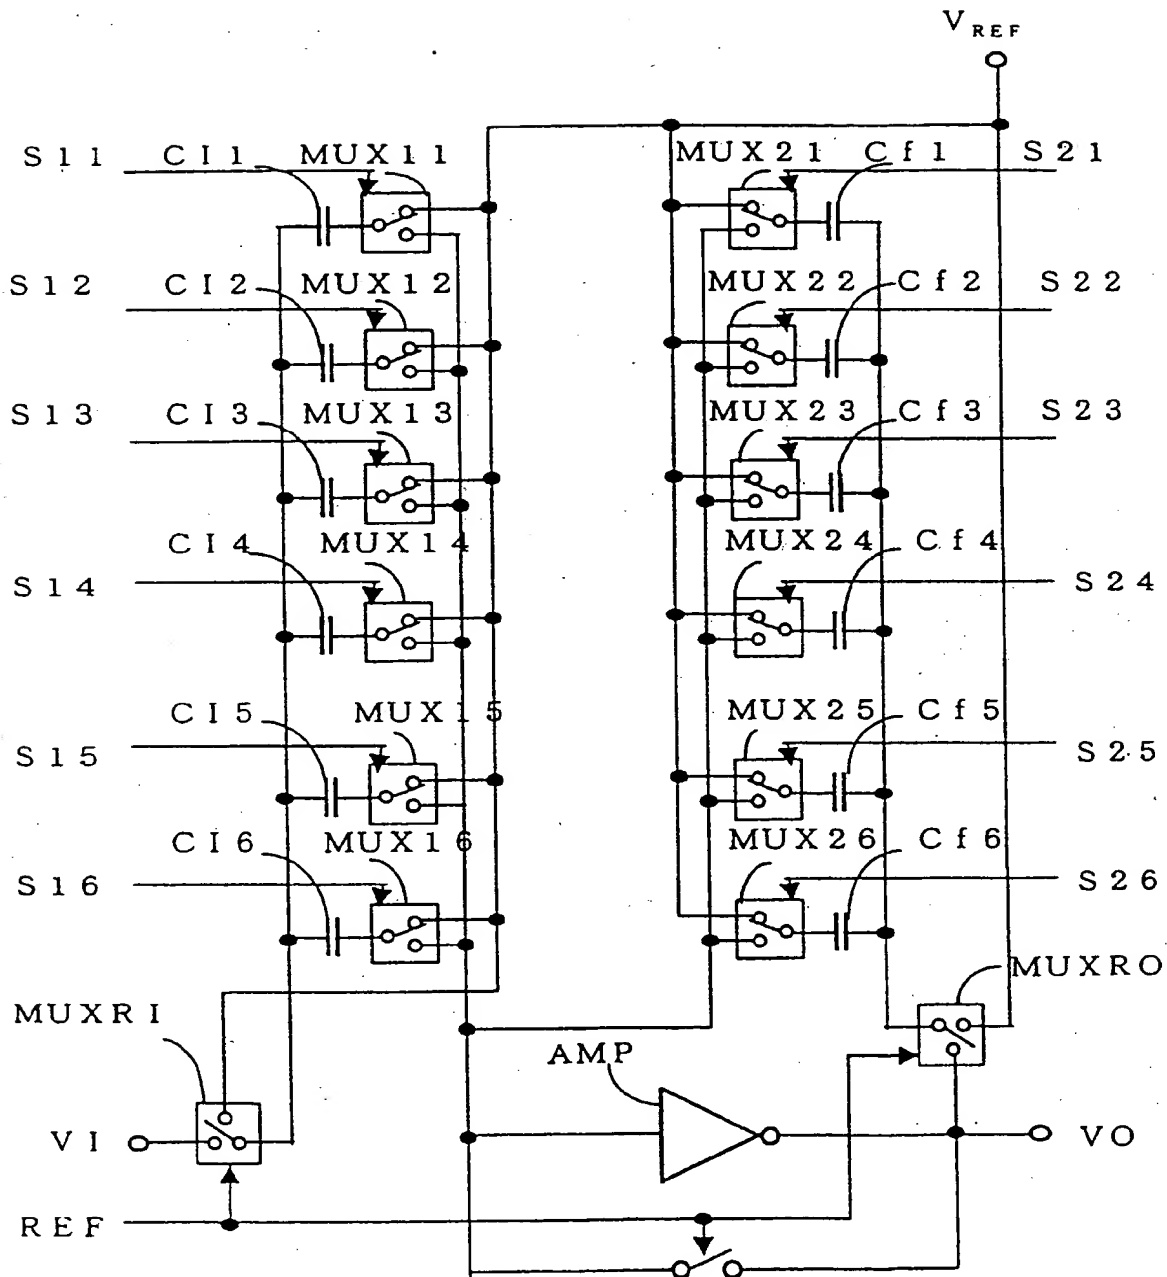 VREF
S11 CI1 MUX11 MUX21 Cf1 S21
S12 CI2 MUX12 MUX22 Cf2 S22
S13 CI3 MUX13 MUX23 Cf3 S23
CI4 MUX14 MUX24 Cf4
S14 S24
CI5 MUX15 MUX25 Cf5
S15 S25
CI6 MUX16 MUX26 Cf6
S16 S26
MUXRO
MUXRI
AMP
VI VO
REF